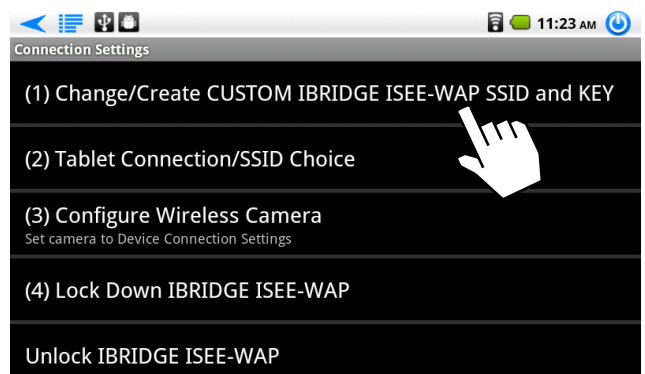 11:23 AM
Connection Settings
(1) Change/Create CUSTOM IBRIDGE ISEE-WAP SSID and KEY
(2) Tablet Connection/SSID Choice
(3) Configure Wireless Camera
Set camera to Device Connection Settings
(4) Lock Down IBRIDGE ISEE-WAP
Unlock IBRIDGE ISEE-WAP